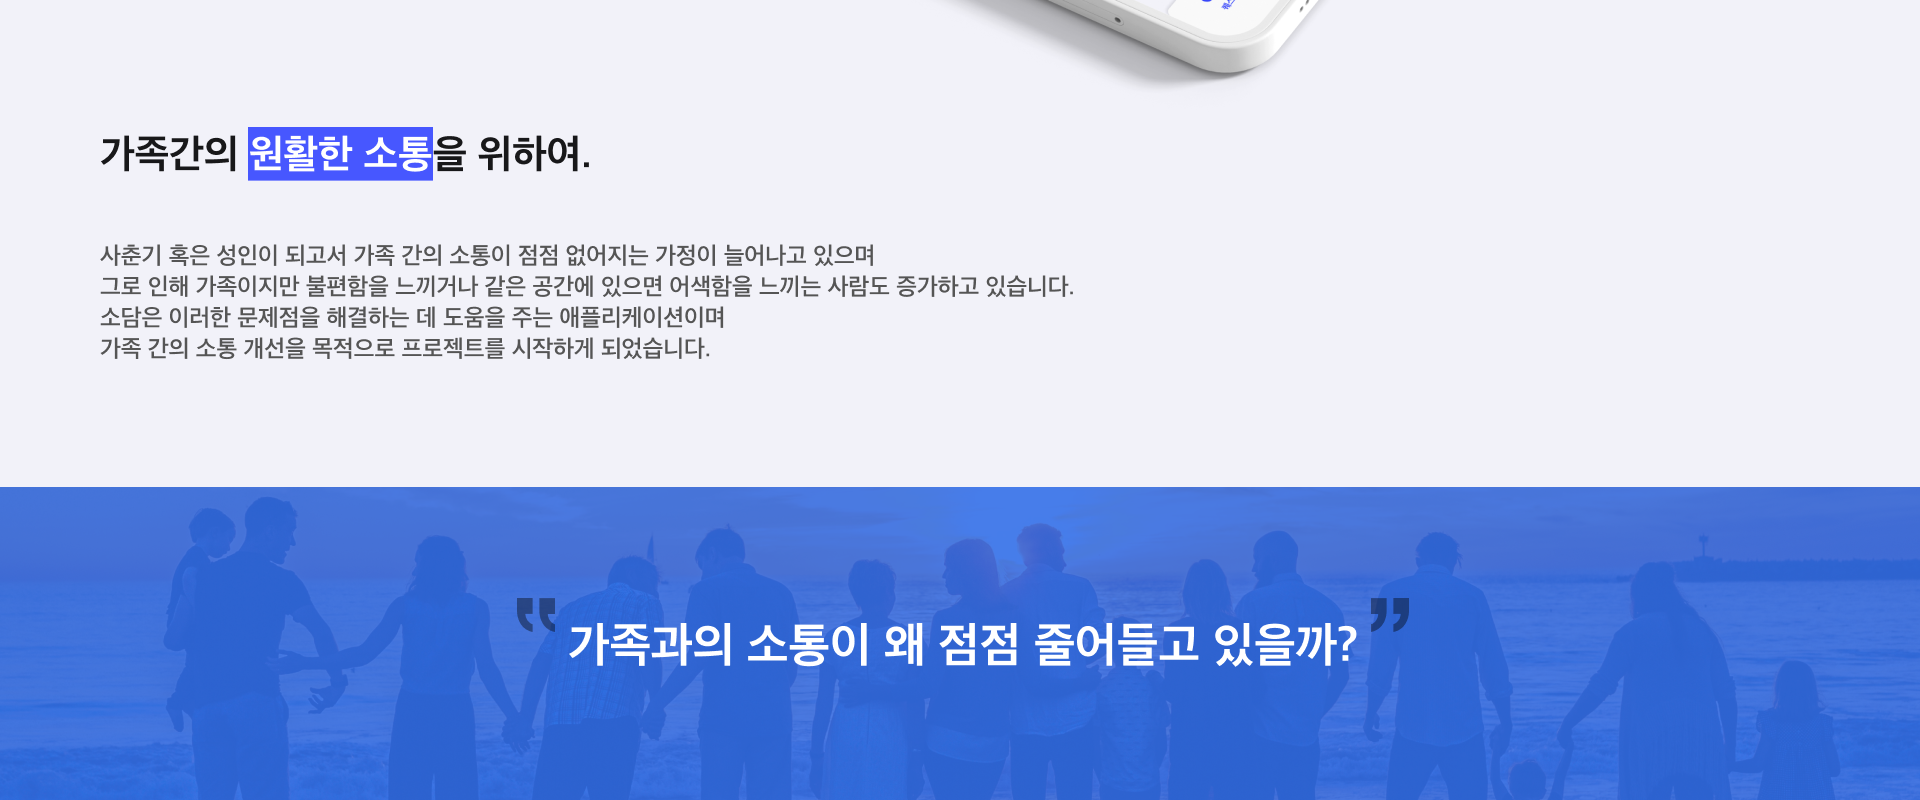 가족간의 원활한 소통을 위하여.
사춘기 혹은 성인이 되고서 가족 간의 소통이 점점 없어지는 가정이 늘어나고 있으며
그로 인해 가족이지만 불편함을 느끼거나 같은 공간에 있으면 어색함을 느끼는 사람도 증가하고 있습니다.
소담은 이러한 문제점을 해결하는 데 도움을 주는 애플리케이션이며
가족 간의 소통 개선을 목적으로 프로젝트를 시작하게 되었습니다.
"가족과의 소통이 왜 점점 줄어들고 있을까?"